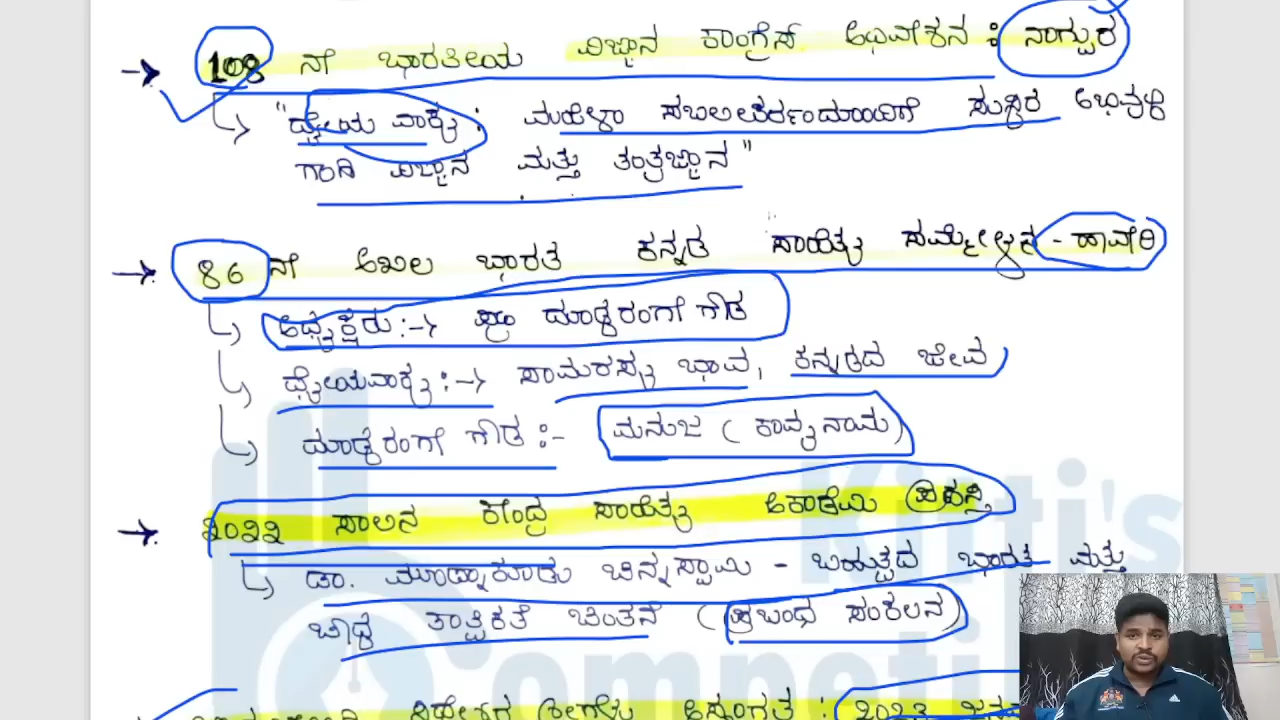 108 ನೇ ಭಾರತೀಯ ವಿಜ್ಞಾನ ಕಾಂಗ್ರೆಸ್ ಅಧಿವೇಶನ : ನಾಗ್ಪುರ
"ಧ್ಯೇಯ ವಾಕ್ಯ : ಮಹಿಳಾ ಸಬಲೀಕರಣದೊಂದಿಗೆ ಸುಸ್ಥಿರ ಅಭಿವೃದ್ಧಿ
ಗಾಗಿ ವಿಜ್ಞಾನ ಮತ್ತು ತಂತ್ರಜ್ಞಾನ"
86 ನೇ ಅಖಿಲ ಭಾರತ ಕನ್ನಡ ಸಾಹಿತ್ಯ ಸಮ್ಮೇಳನ - ಹಾವೇರಿ
ಅಧ್ಯಕ್ಷರು :→ ಪ್ರೊ ದೊಡ್ಡರಂಗೇ ಗೌಡ
ಧ್ಯೇಯವಾಕ್ಯ :→ ಸಾಮರಸ್ಯ ಭಾವ, ಕನ್ನಡದ ಜೀವ
ದೊಡ್ಡರಂಗೇ ಗೌಡ :- ಮನುಜ (ಕಾವ್ಯನಾಮ)
೨೦೨೨ ಸಾಲಿನ ಕೇಂದ್ರ ಸಾಹಿತ್ಯ ಅಕಾಡೆಮಿ ಪ್ರಶಸ್ತಿ
ಡಾ. ಮೂಡ್ನಾಕೂಡು ಚಿನ್ನಸ್ವಾಮಿ - ಬಹುತ್ವದ ಭಾರತ ಮತ್ತು
ಬೌದ್ಧ ತಾತ್ವಿಕತೆ ಚಿಂತನೆ (ಪ್ರಬಂಧ ಸಂಕಲನ)